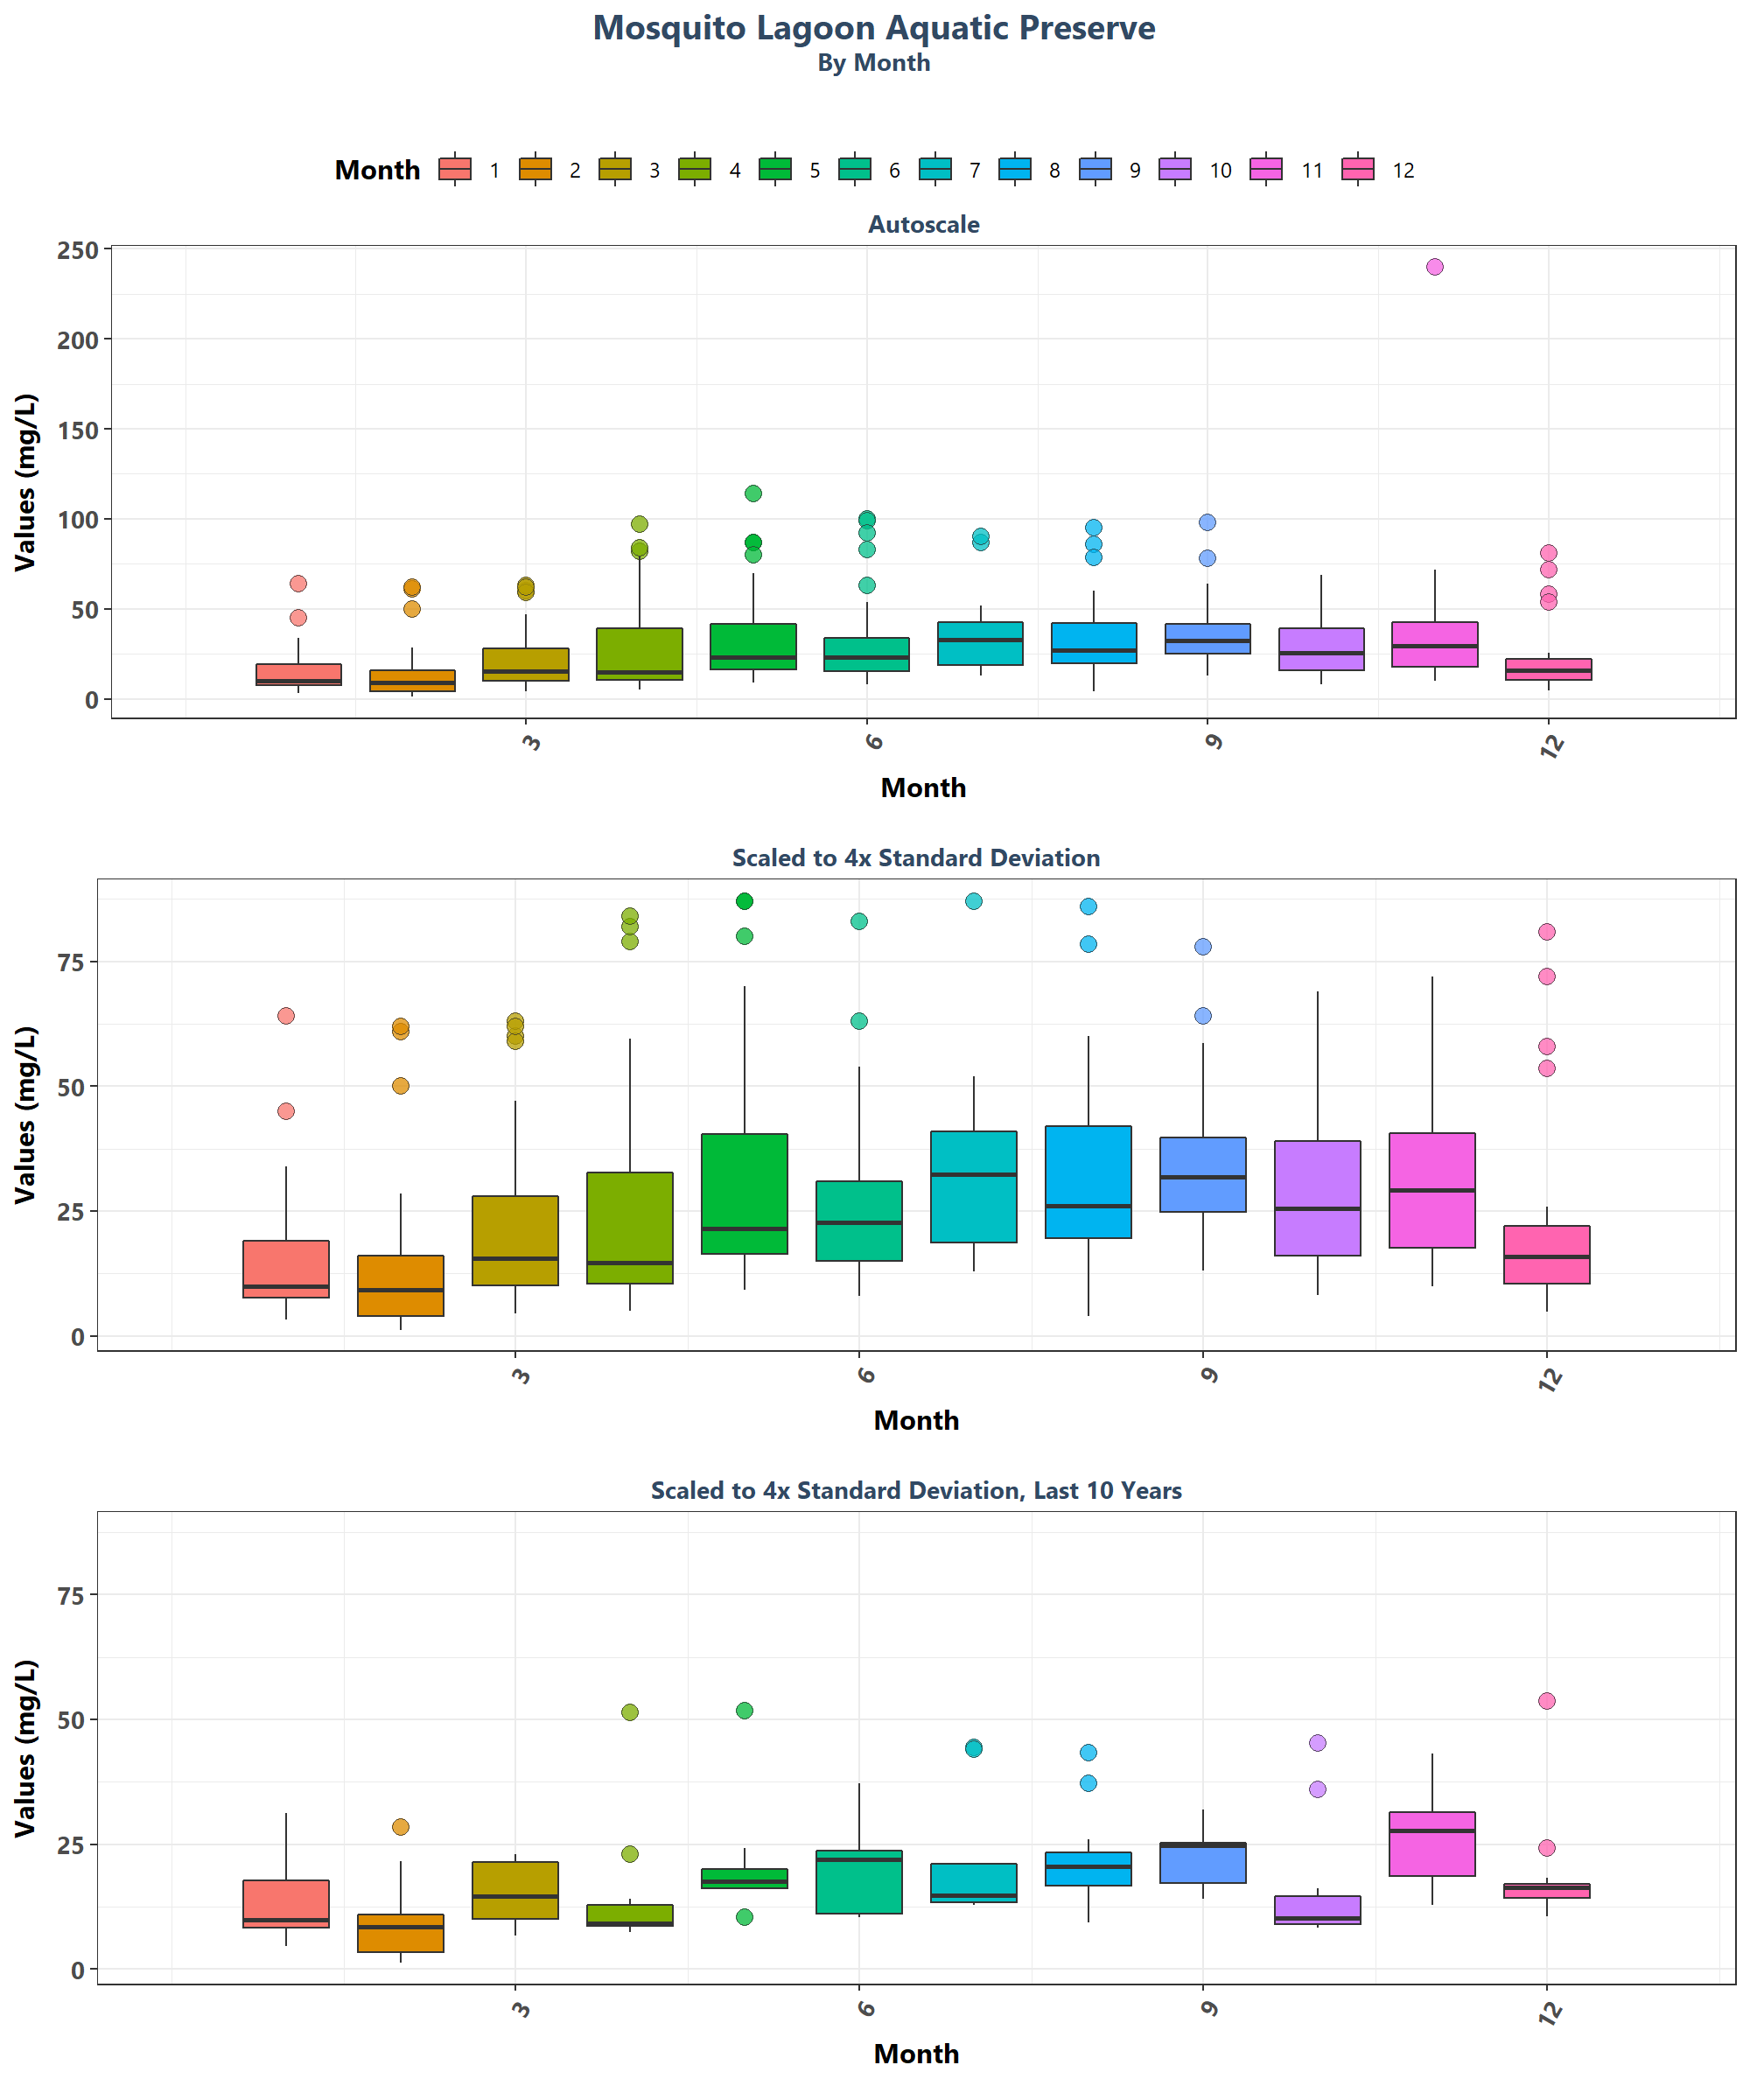 Mosquito Lagoon Aquatic Preserve
By Month
Month 1 2 3 4 5 6 7 8 9 10 11 12
Autoscale
Values (mg/L)
250
200
150
100
50
0
3 6 9 12
Month
Scaled to 4x Standard Deviation
Values (mg/L)
75
50
25
0
3 6 9 12
Month
Scaled to 4x Standard Deviation, Last 10 Years
Values (mg/L)
75
50
25
0
3 6 9 12
Month